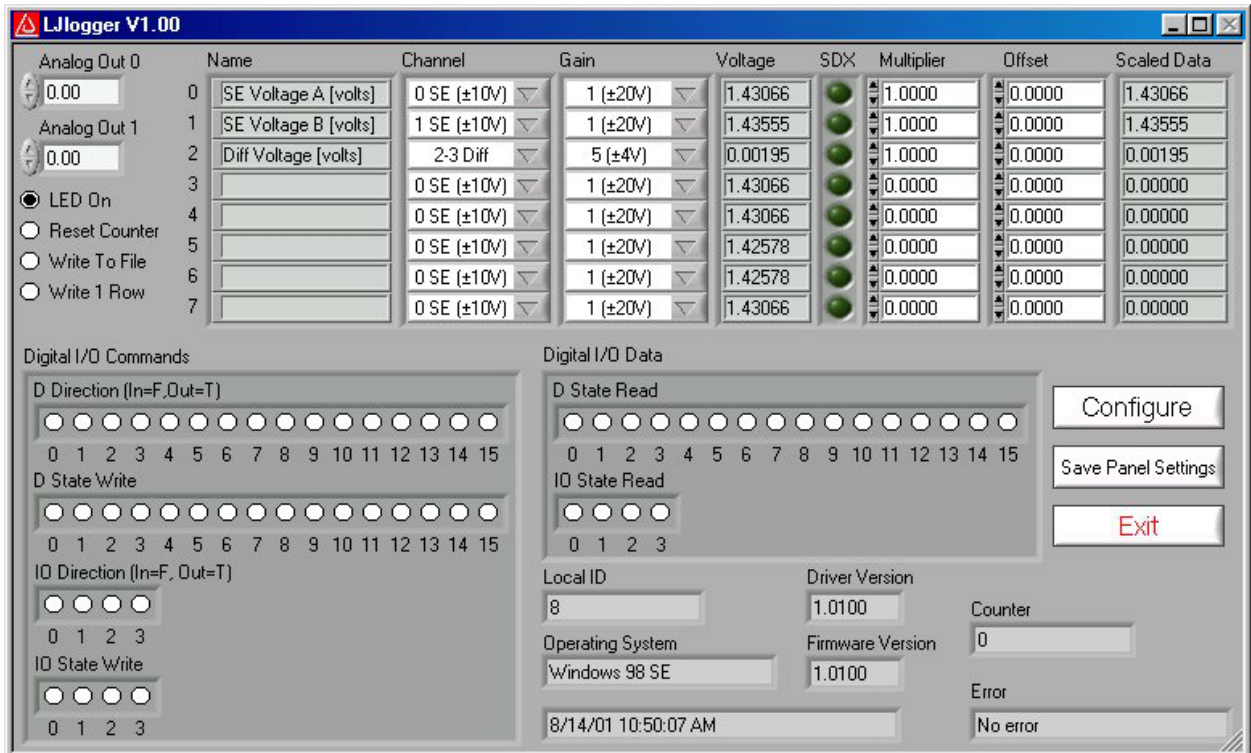 LJlogger V1.00
Analog Out 0 Name Channel Gain Voltage SDX Multiplier Offset Scaled Data
0.00 0 SE Voltage A [volts] 0 SE (±10V) 1 (±20V) 1.43066 1.0000 0.0000 1.43066
Analog Out 1 1 SE Voltage B [volts] 1 SE (±10V) 1 (±20V) 1.43555 1.0000 0.0000 1.43555
0.00 2 Diff Voltage [volts] 2-3 Diff 5 (±4V) 0.00195 1.0000 0.0000 0.00195
3 0 SE (±10V) 1 (±20V) 1.43066 0.0000 0.0000 0.00000
LED On
4 0 SE (±10V) 1 (±20V) 1.43066 0.0000 0.0000 0.00000
Reset Counter
5 0 SE (±10V) 1 (±20V) 1.42578 0.0000 0.0000 0.00000
Write To File
6 0 SE (±10V) 1 (±20V) 1.42578 0.0000 0.0000 0.00000
Write 1 Row
7 0 SE (±10V) 1 (±20V) 1.43066 0.0000 0.0000 0.00000
Digital I/O Commands
D Direction (In=F,Out=T)
0 1 2 3 4 5 6 7 8 9 10 11 12 13 14 15
D State Write
0 1 2 3 4 5 6 7 8 9 10 11 12 13 14 15
IO Direction (In=F, Out=T)
0 1 2 3
IO State Write
0 1 2 3
Digital I/O Data
D State Read
0 1 2 3 4 5 6 7 8 9 10 11 12 13 14 15
IO State Read
0 1 2 3
Configure
Save Panel Settings
Exit
Local ID
8
Driver Version
1.0100
Counter
0
Operating System
Windows 98 SE
Firmware Version
1.0100
Error
No error
8/14/01 10:50:07 AM